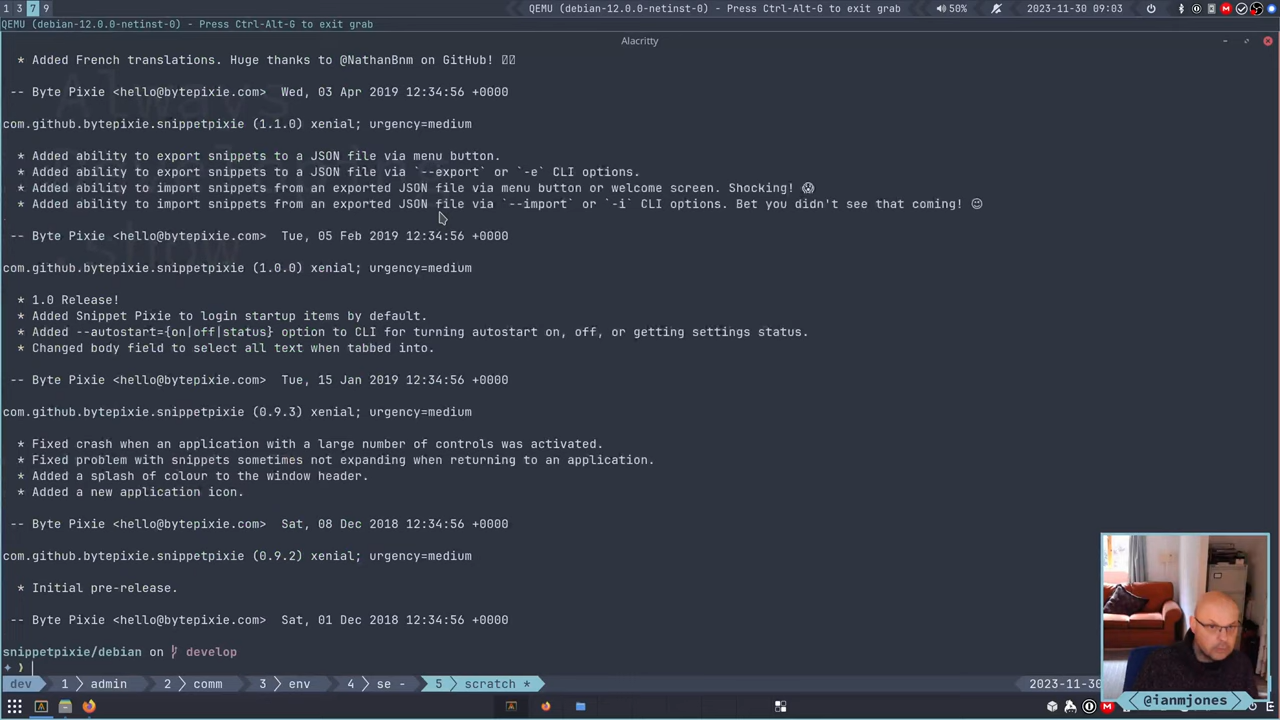 1 3 7 9
QEMU (debian-12.2.0-netinst-0) - Press Ctrl-Alt-G to exit grab
50%
2023-11-30 09:03
QEMU (debian-12.2.0-netinst-0) - Press Ctrl-Alt-G to exit grab
Alacritty
* Added French translations. Huge thanks to @NathanBnm on GitHub!
-- Byte Pixie <hello@bytepixie.com> Wed, 03 Apr 2019 12:34:56 +0000
com.github.bytepixie.snippetpixie (1.1.0) xenial; urgency=medium
* Added ability to export snippets to a JSON file via menu button.
* Added ability to export snippets to a JSON file via `--export` or `-e` CLI options.
* Added ability to import snippets from an exported JSON file via menu button or welcome screen. Shocking! 😱
* Added ability to import snippets from an exported JSON file via `--import` or `-i` CLI options. Bet you didn't see that coming! 😉
-- Byte Pixie <hello@bytepixie.com> Tue, 05 Feb 2019 12:34:56 +0000
com.github.bytepixie.snippetpixie (1.0.0) xenial; urgency=medium
* 1.0 Release!
* Added Snippet Pixie to login startup items by default.
* Added --autostart={on|off|status} option to CLI for turning autostart on, off, or getting settings status.
* Changed body field to select all text when tabbed into.
-- Byte Pixie <hello@bytepixie.com> Tue, 15 Jan 2019 12:34:56 +0000
com.github.bytepixie.snippetpixie (0.9.3) xenial; urgency=medium
* Fixed crash when an application with a large number of controls was activated.
* Fixed problem with snippets sometimes not expanding when returning to an application.
* Added a splash of colour to the window header.
* Added a new application icon.
-- Byte Pixie <hello@bytepixie.com> Sat, 08 Dec 2018 12:34:56 +0000
com.github.bytepixie.snippetpixie (0.9.2) xenial; urgency=medium
* Initial pre-release.
-- Byte Pixie <hello@bytepixie.com> Sat, 01 Dec 2018 12:34:56 +0000
snippetpixie/debian on develop
dev 1 admin 2 comm 3 env 4 se - 5 scratch * 2023-11-30
@ianmjones